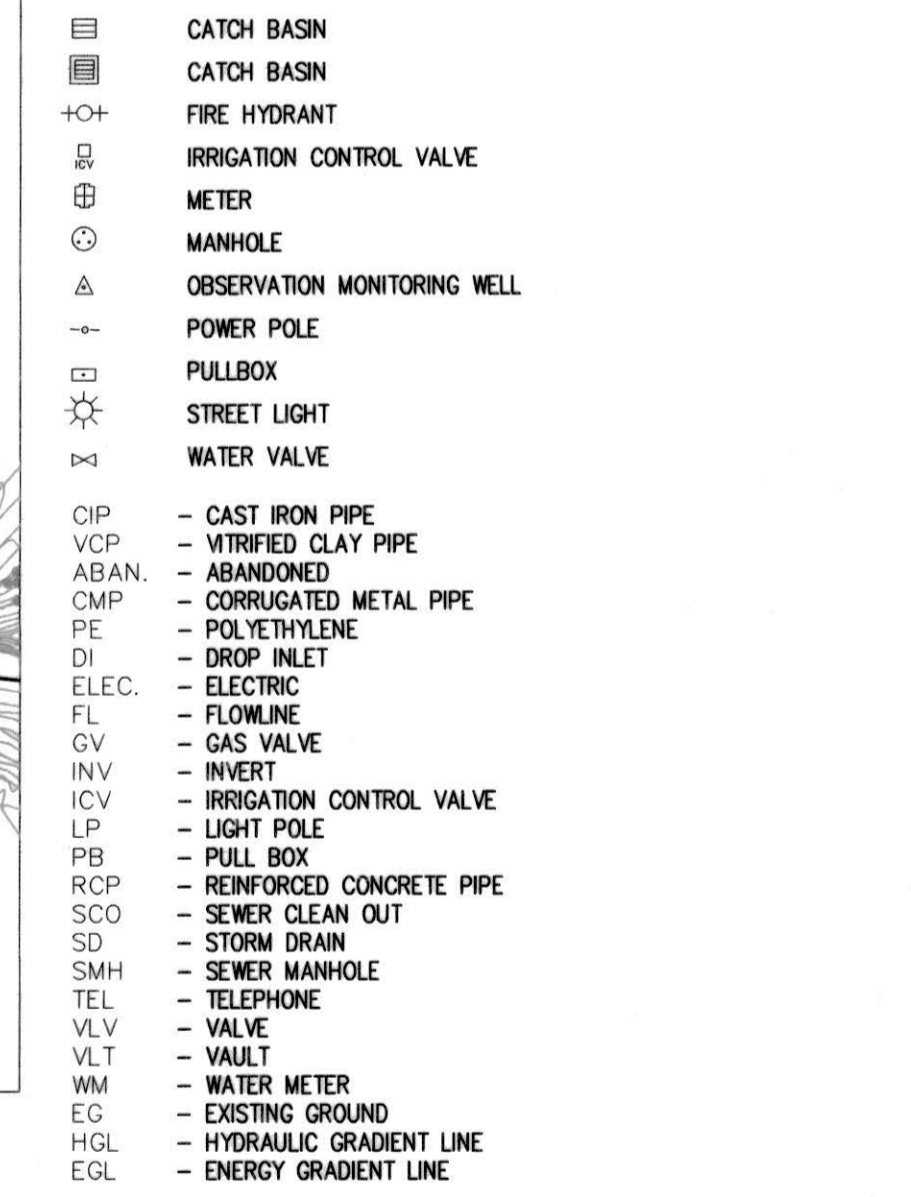 CATCH BASIN
CATCH BASIN
FIRE HYDRANT
ICV IRRIGATION CONTROL VALVE
METER
MANHOLE
OBSERVATION MONITORING WELL
POWER POLE
PULLBOX
STREET LIGHT
WATER VALVE
CIP – CAST IRON PIPE
VCP – VITRIFIED CLAY PIPE
ABAN. – ABANDONED
CMP – CORRUGATED METAL PIPE
PE – POLYETHYLENE
DI – DROP INLET
ELEC. – ELECTRIC
FL – FLOWLINE
GV – GAS VALVE
INV – INVERT
ICV – IRRIGATION CONTROL VALVE
LP – LIGHT POLE
PB – PULL BOX
RCP – REINFORCED CONCRETE PIPE
SCO – SEWER CLEAN OUT
SD – STORM DRAIN
SMH – SEWER MANHOLE
TEL – TELEPHONE
VLV – VALVE
VLT – VAULT
WM – WATER METER
EG – EXISTING GROUND
HGL – HYDRAULIC GRADIENT LINE
EGL – ENERGY GRADIENT LINE